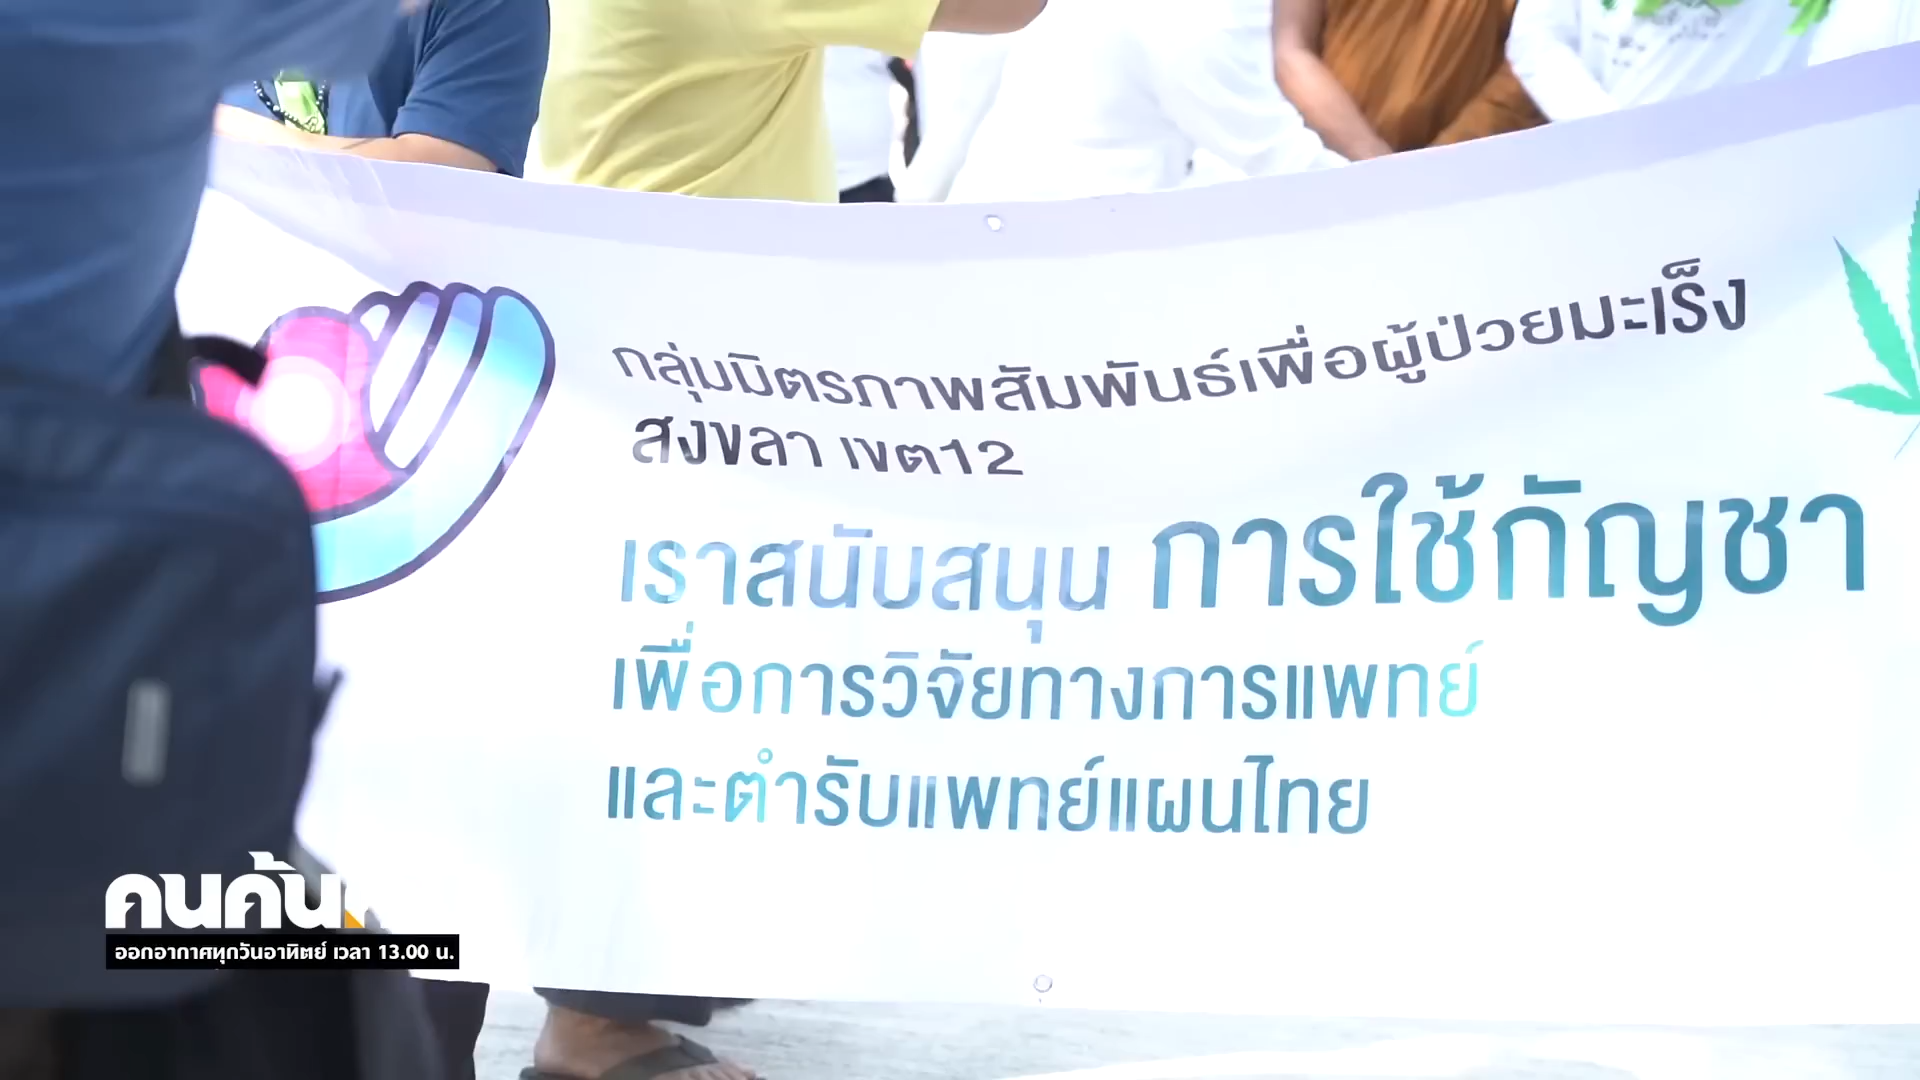 กลุ่มมิตรภาพสัมพันธ์เพื่อผู้ป่วยมะเร็ง
สงขลา เขต12
เราสนับสนุน การใช้กัญชา
เพื่อการวิจัยทางการแพทย์
และตำรับแพทย์แผนไทย
คนค้น
ออกอากาศทุกวันอาทิตย์ เวลา 13.00 น.